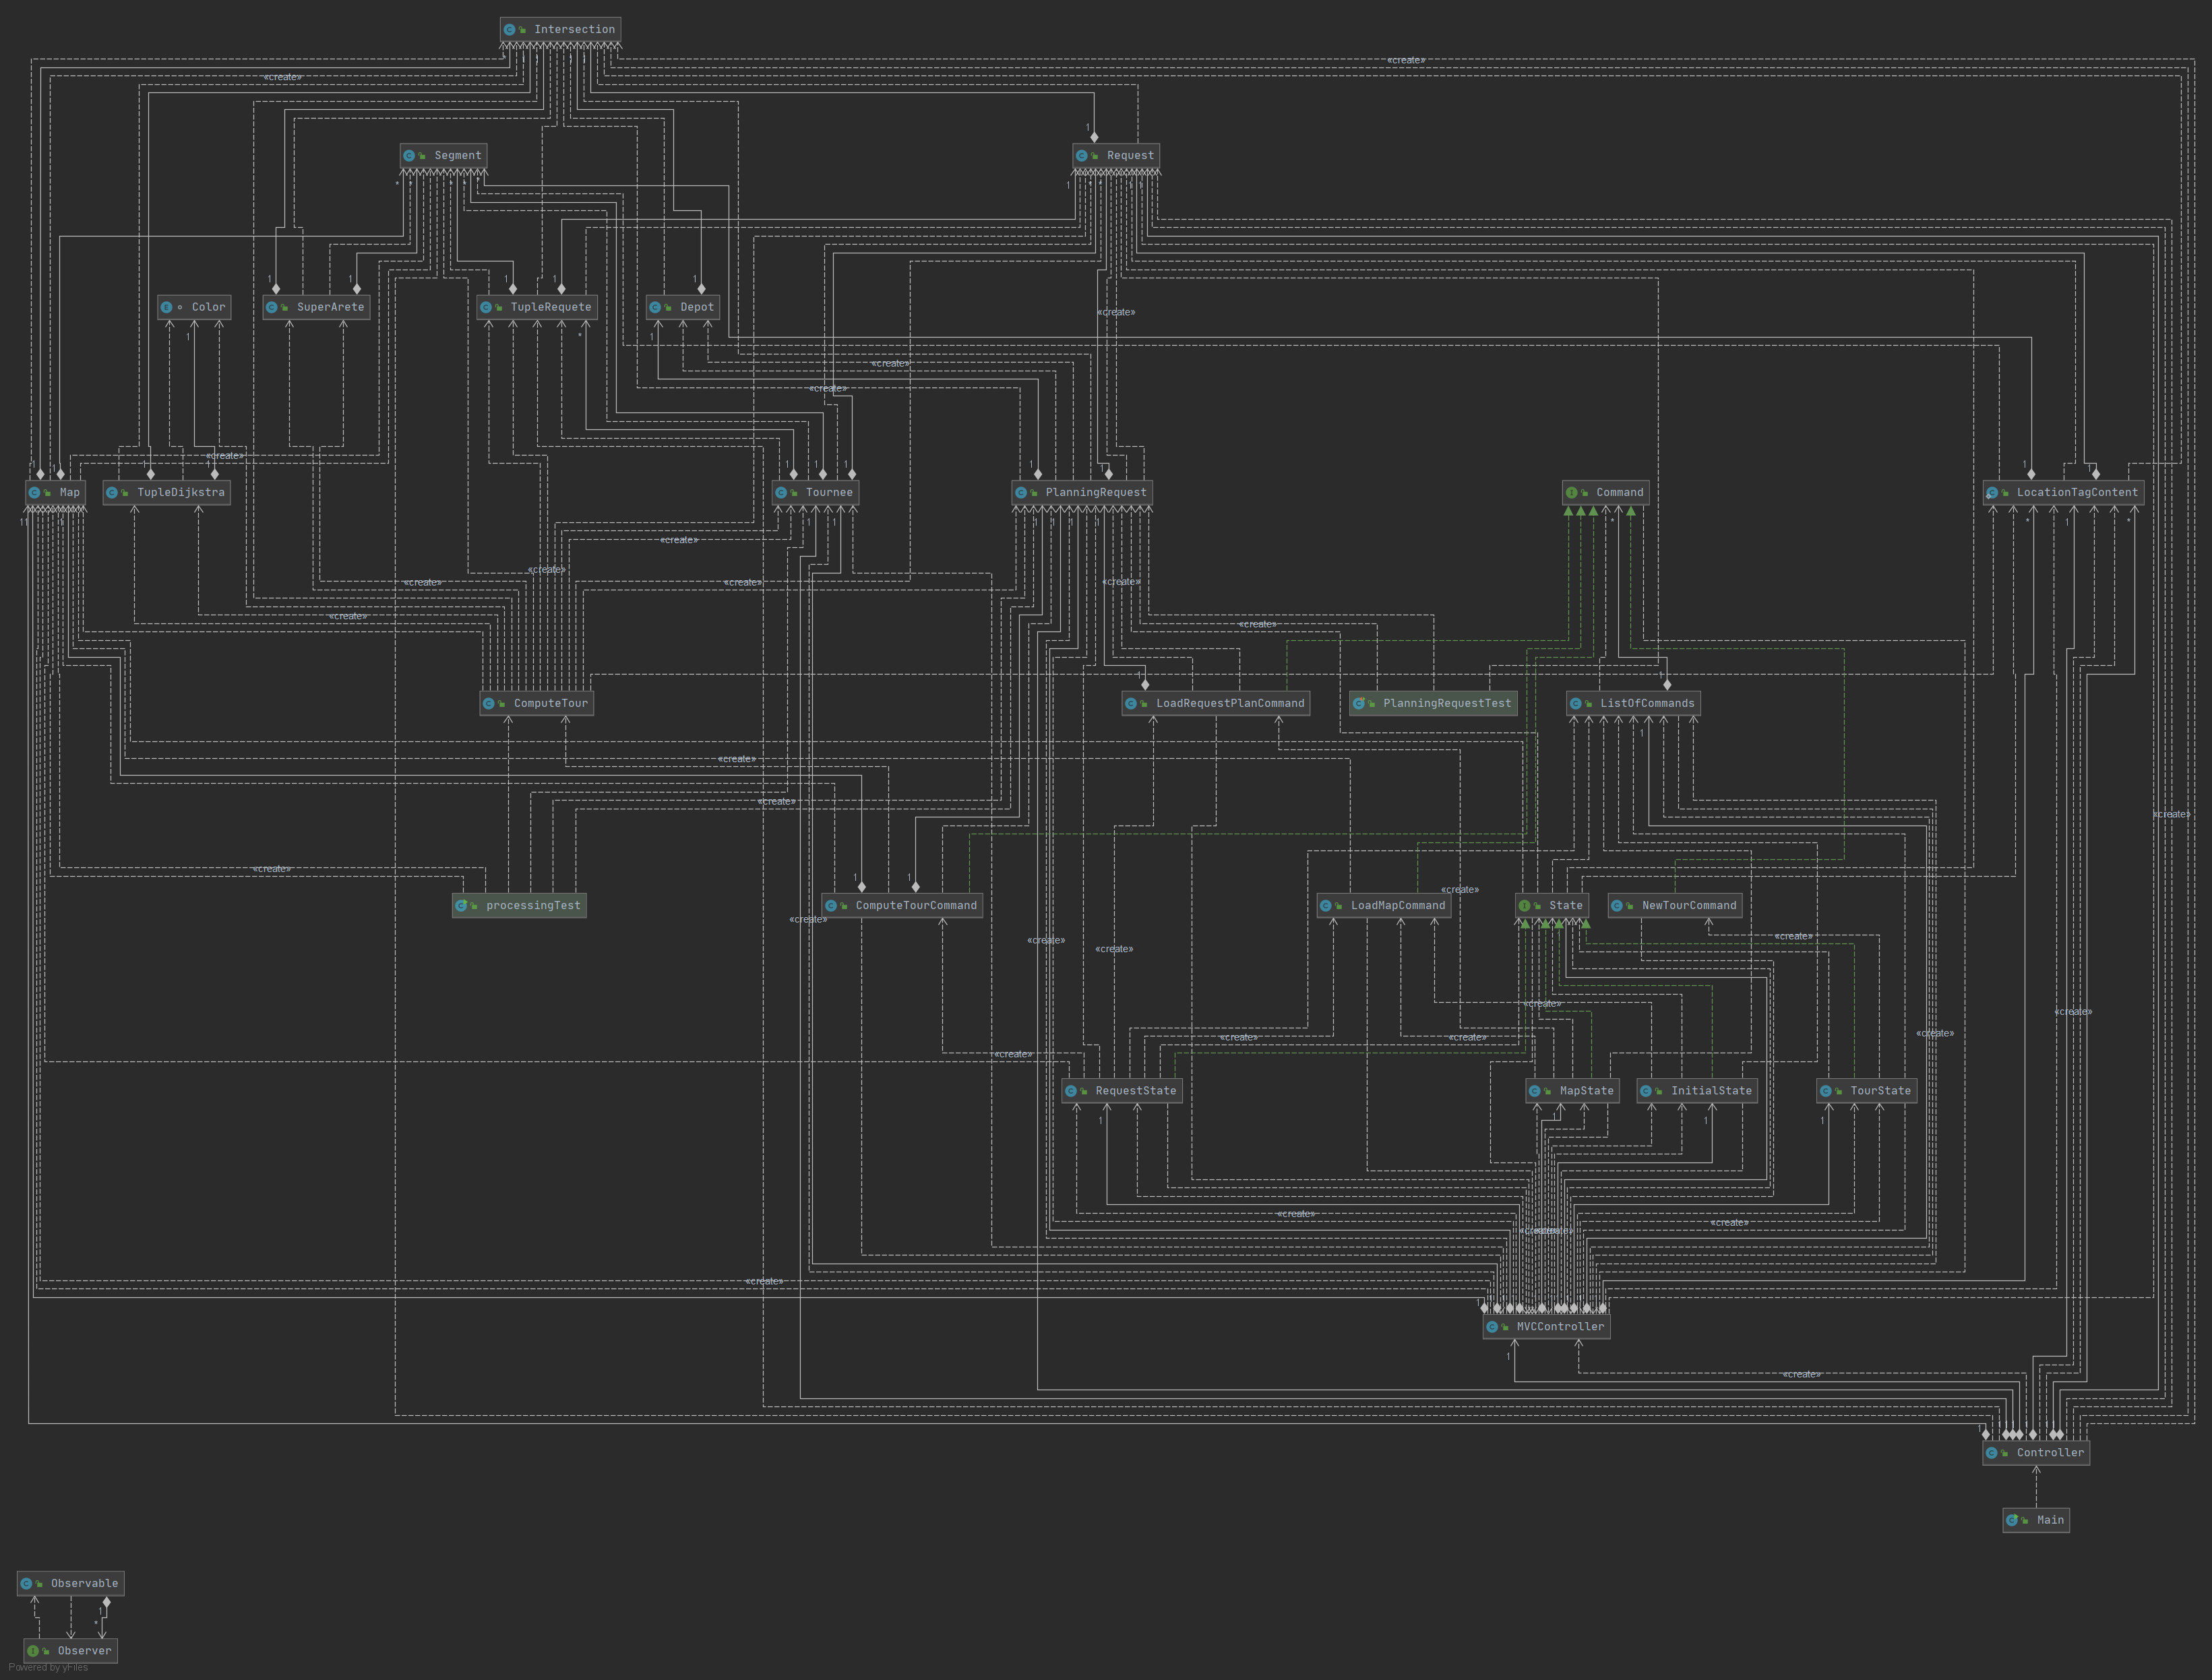 Intersection
«create»
«create»
Segment
Request
Color
SuperArete
TupleRequete
Depot
«create»
«create»
«create»
«create»
Map
TupleDijkstra
Tournee
PlanningRequest
Command
LocationTagContent
«create»
«create»
«create»
«create»
«create»
«create»
«create»
ComputeTour
LoadRequestPlanCommand
PlanningRequestTest
ListOfCommands
«create»
«create»
«create»
«create»
«create»
processingTest
ComputeTourCommand
LoadMapCommand
State
NewTourCommand
«create»
«create»
«create»
«create»
«create»
«create»
«create»
«create»
«create»
«create»
RequestState
MapState
InitialState
TourState
«create»
«create»
«create»
MVCController
«create»
Controller
Main
Observable
Observer
Powered by yFiles